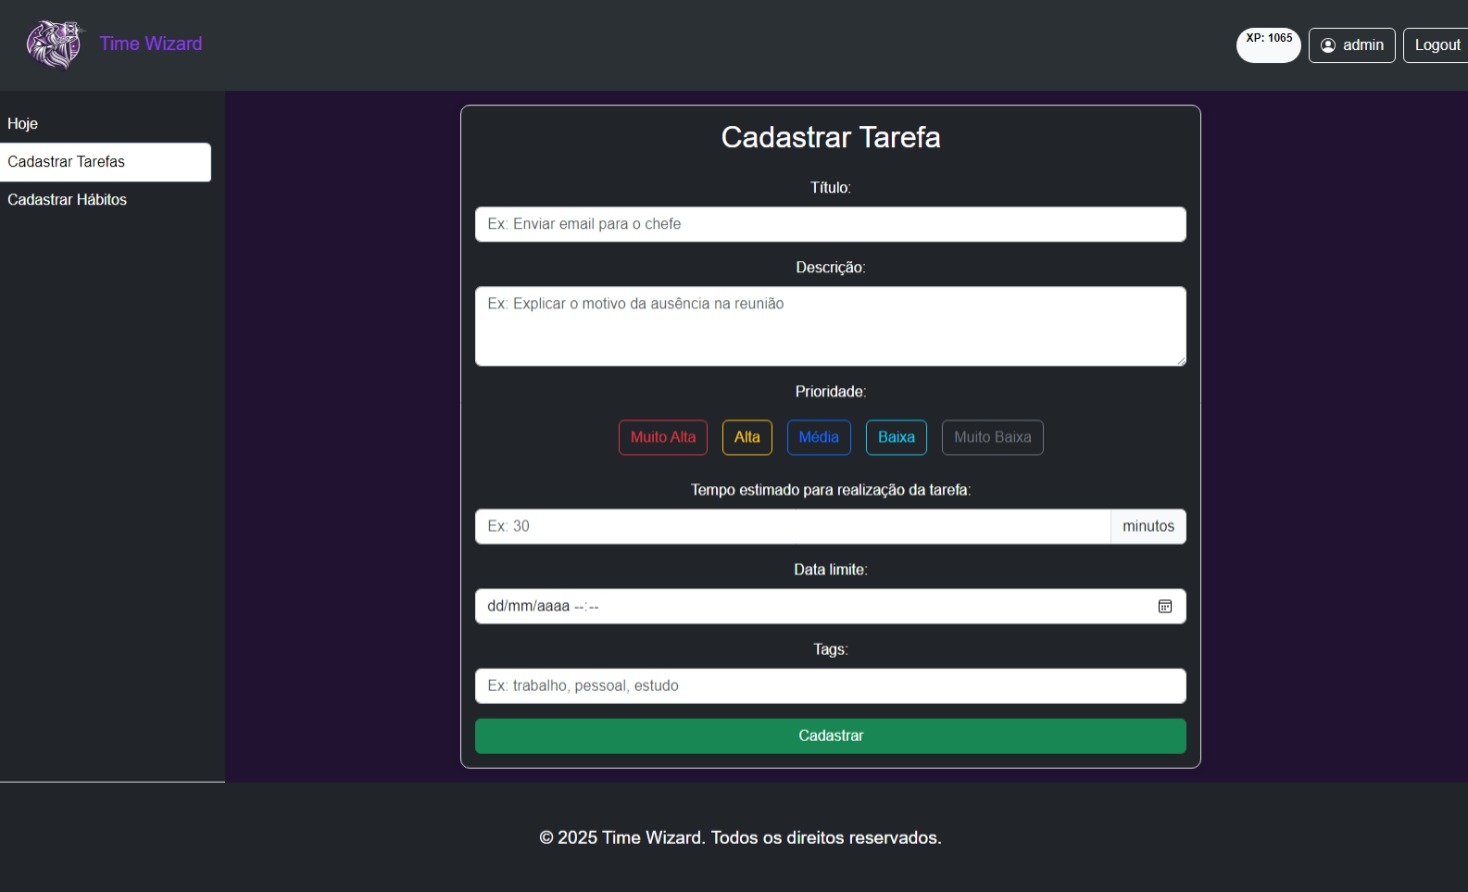 Time Wizard
XP: 1065
admin
Logout
Hoje
Cadastrar Tarefas
Cadastrar Hábitos
Cadastrar Tarefa
Título:
Ex: Enviar email para o chefe
Descrição:
Ex: Explicar o motivo da ausência na reunião
Prioridade:
Muito Alta Alta Média Baixa Muito Baixa
Tempo estimado para realização da tarefa:
Ex: 30 minutos
Data limite:
dd/mm/aaaa --:--
Tags:
Ex: trabalho, pessoal, estudo
Cadastrar
© 2025 Time Wizard. Todos os direitos reservados.